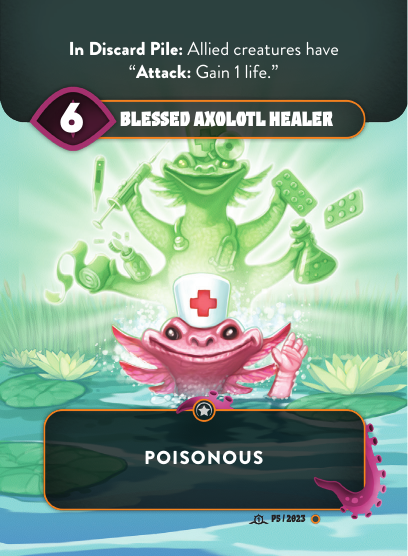 In Discard Pile: Allied creatures have
“Attack: Gain 1 life.”
6 BLESSED AXOLOTL HEALER
POISONOUS
P5 / 2023